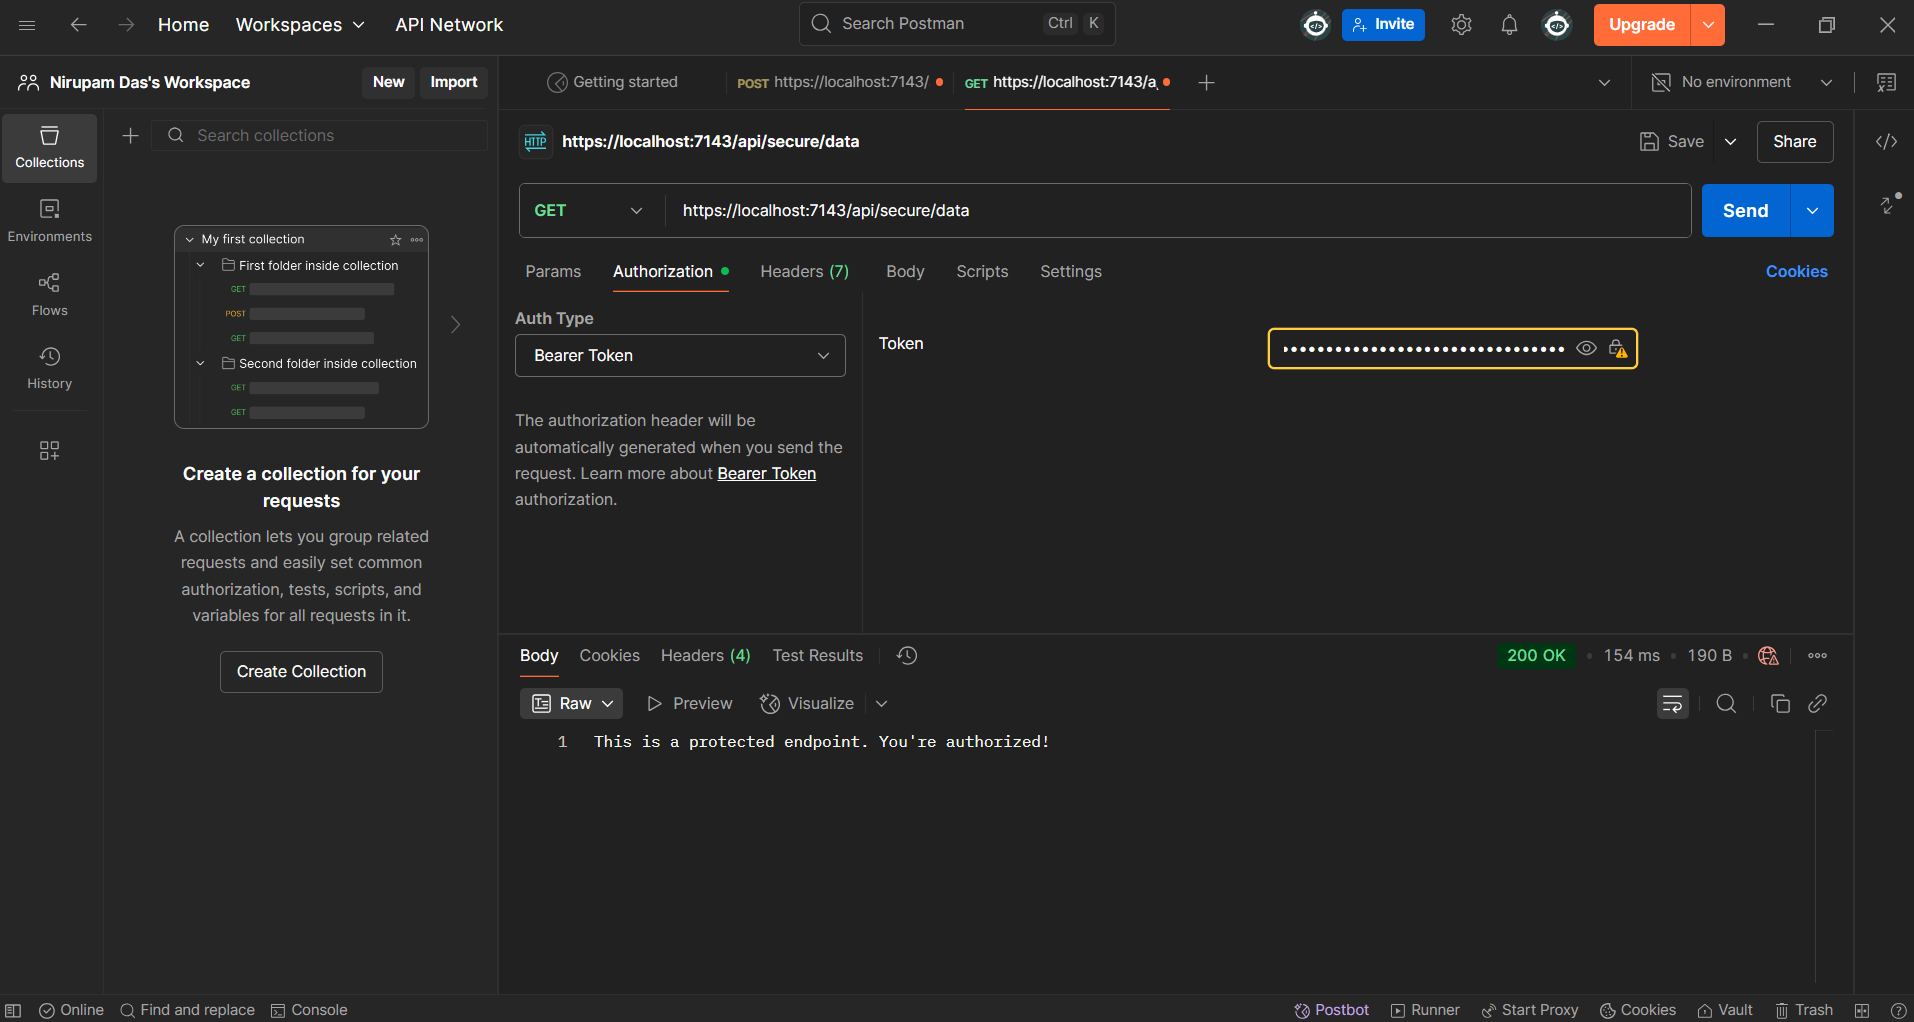 Home Workspaces API Network Search Postman Ctrl K Invite Upgrade
Nirupam Das's Workspace New Import Getting started POST https://localhost:7143/ GET https://localhost:7143/a No environment
Collections
Environments
Flows
History
Search collections
My first collection
First folder inside collection
GET
POST
GET
Second folder inside collection
GET
GET
Create a collection for your
requests
A collection lets you group related
requests and easily set common
authorization, tests, scripts, and
variables for all requests in it.
Create Collection
HTTP https://localhost:7143/api/secure/data Save Share
GET https://localhost:7143/api/secure/data Send
Params Authorization Headers (7) Body Scripts Settings Cookies
Auth Type
Bearer Token
The authorization header will be
automatically generated when you send the
request. Learn more about Bearer Token
authorization.
Token
Body Cookies Headers (4) Test Results 200 OK 154 ms 190 B
Raw Preview Visualize
1 This is a protected endpoint. You're authorized!
Online Find and replace Console Postbot Runner Start Proxy Cookies Vault Trash